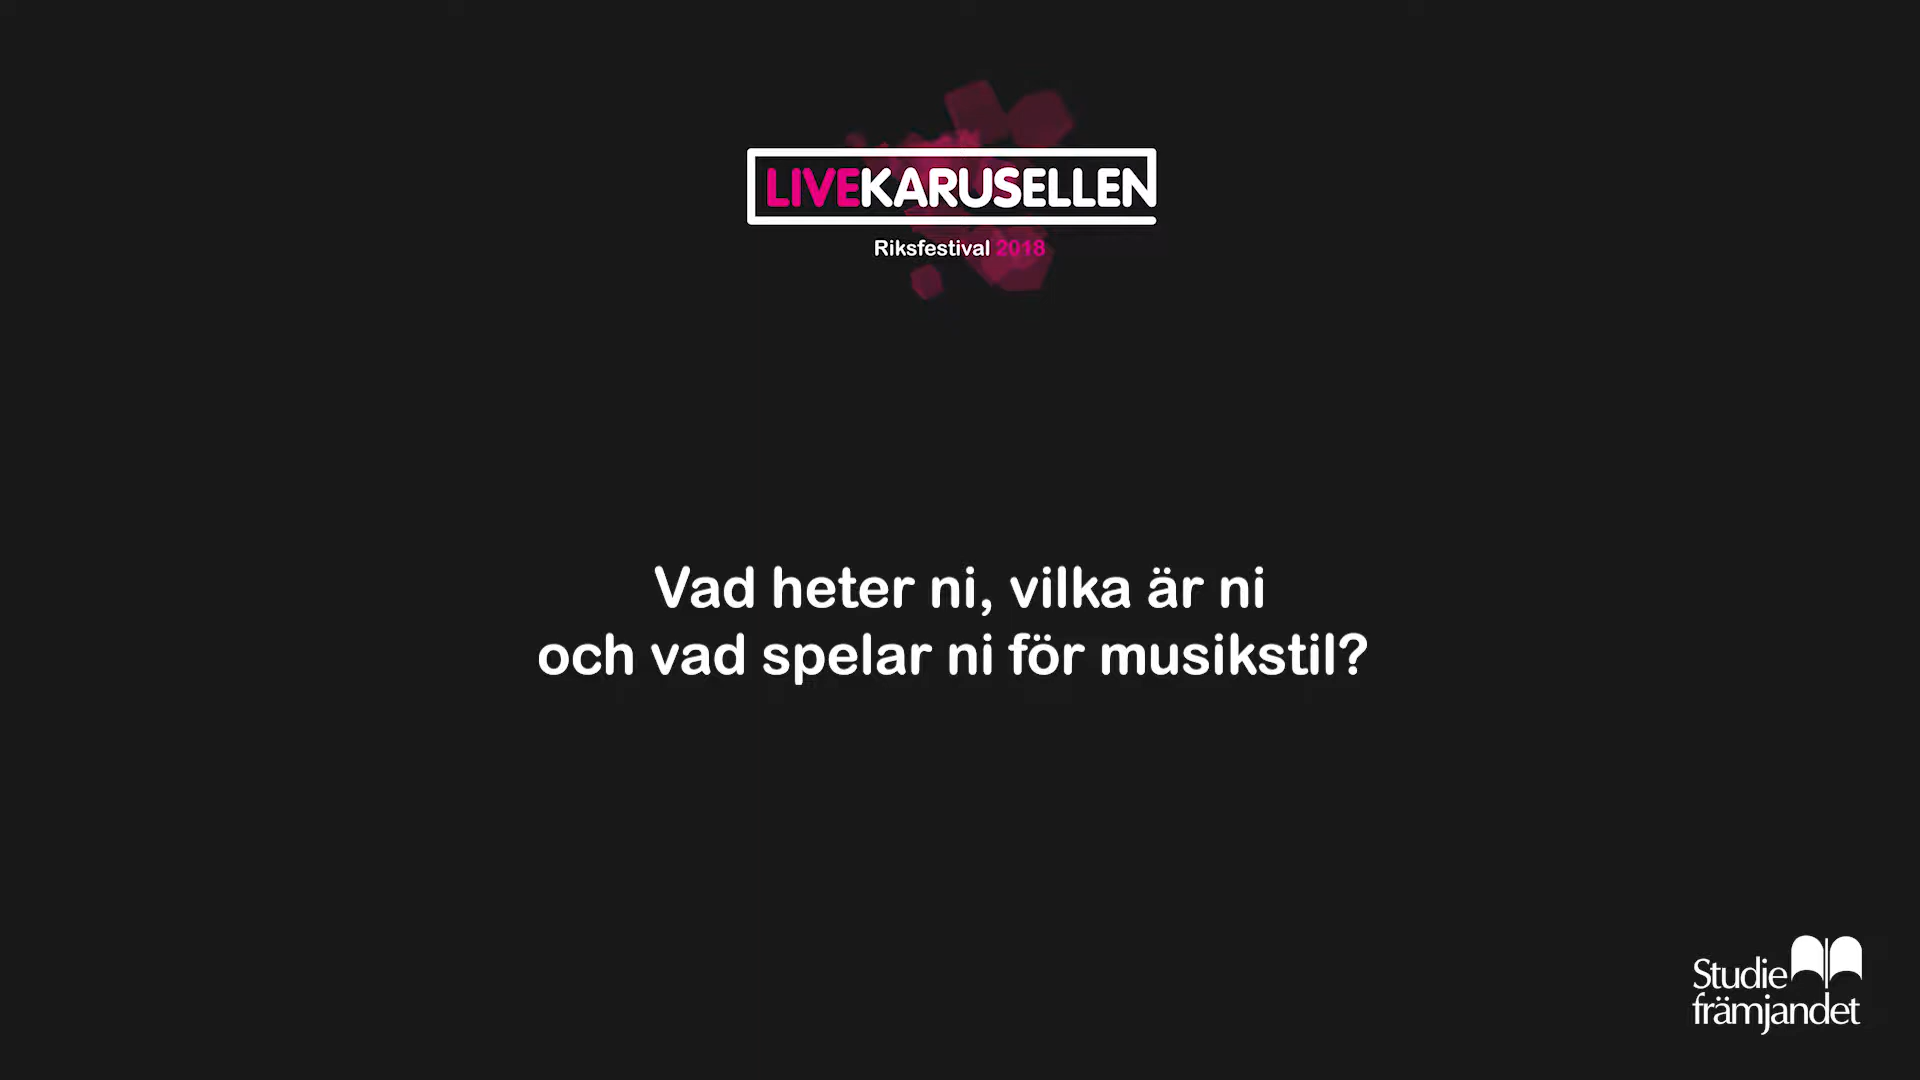 LIVEKARUSELLEN
Riksfestival 2018
Vad heter ni, vilka är ni
och vad spelar ni för musikstil?
Studie
främjandet